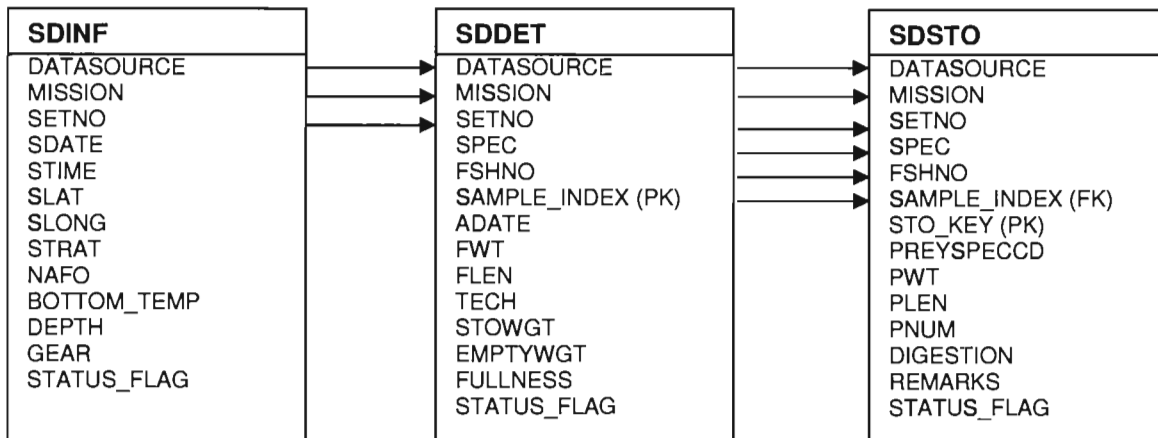 SDINF
DATASOURCE
MISSION
SETNO
SDATE
STIME
SLAT
SLONG
STRAT
NAFO
BOTTOM_TEMP
DEPTH
GEAR
STATUS_FLAG
SDDET
DATASOURCE
MISSION
SETNO
SPEC
FSHNO
SAMPLE_INDEX (PK)
ADATE
FWT
FLEN
TECH
STOWGT
EMPTYWGT
FULLNESS
STATUS_FLAG
SDSTO
DATASOURCE
MISSION
SETNO
SPEC
FSHNO
SAMPLE_INDEX (FK)
STO_KEY (PK)
PREYSPECCD
PWT
PLEN
PNUM
DIGESTION
REMARKS
STATUS_FLAG